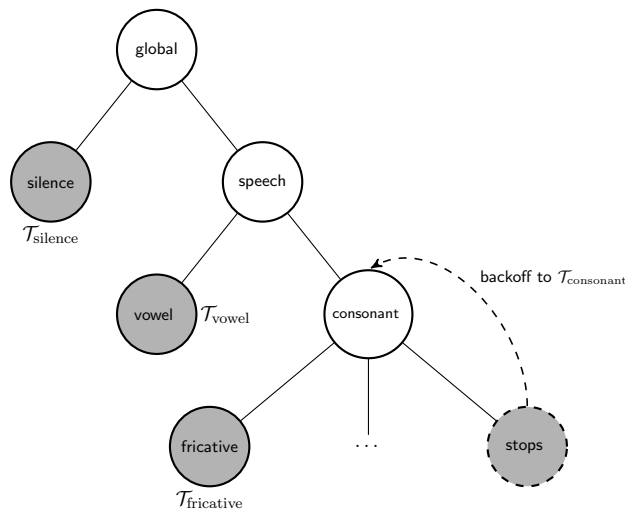 global
silence
speech
𝒯silence
backoff to 𝒯consonant
vowel
𝒯vowel
consonant
fricative
...
stops
𝒯fricative